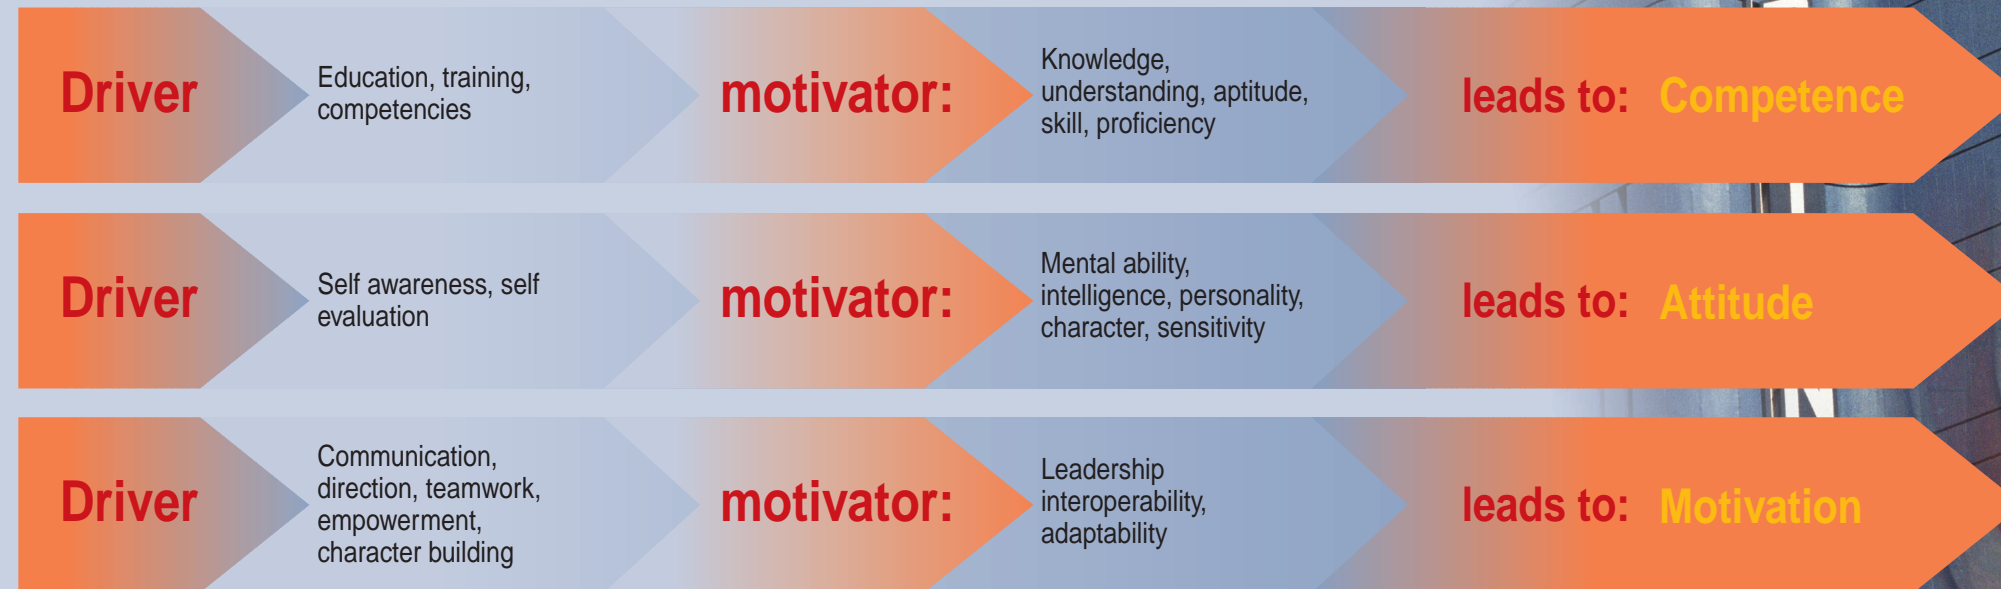 Driver
Education, training,
competencies
motivator:
Knowledge,
understanding, aptitude,
skill, proficiency
leads to: Competence
Driver
Self awareness, self
evaluation
motivator:
Mental ability,
intelligence, personality,
character, sensitivity
leads to: Attitude
Driver
Communication,
direction, teamwork,
empowerment,
character building
motivator:
Leadership
interoperability,
adaptability
leads to: Motivation